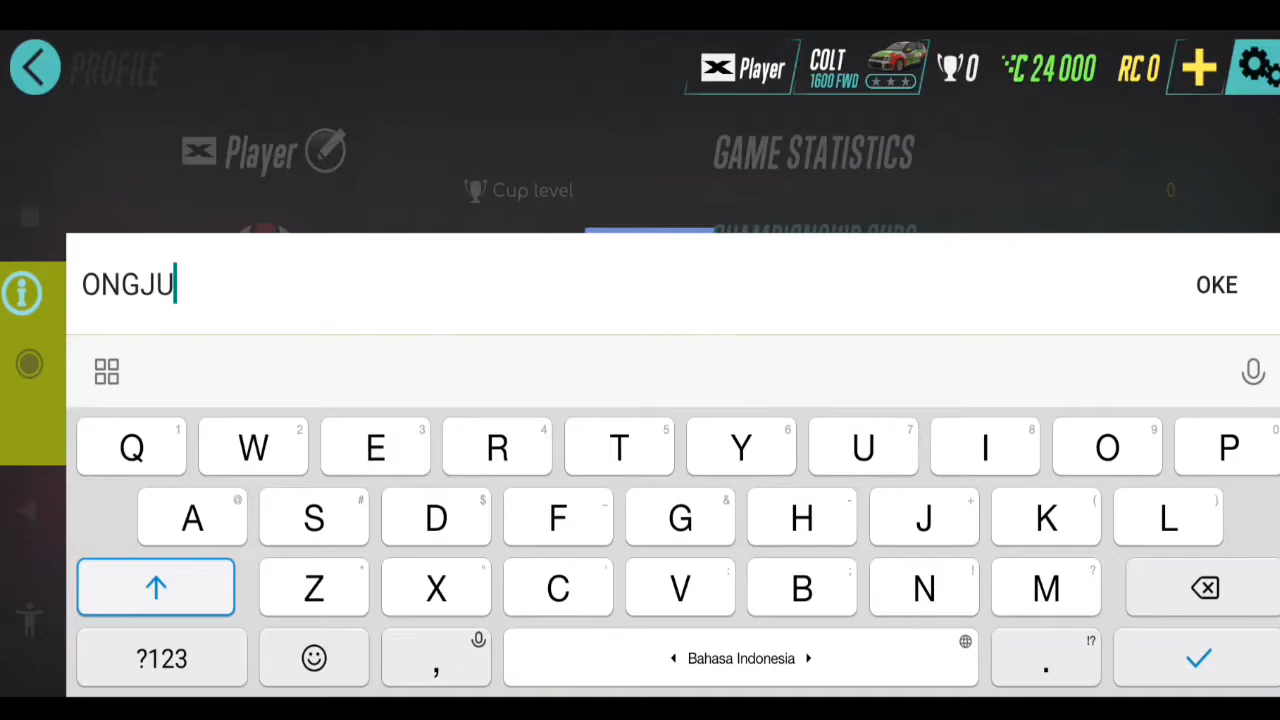 PROFILE
Player
COLT
1600 FWD
0
C 24 000
RC 0
Player
GAME STATISTICS
Cup level
0
ONGJU
OKE
Q 1 W 2 E 3 R 4 T 5 Y 6 U 7 I 8 O 9 P 0
A @ S # D $ F _ G & H - J + K ( L )
Z * X " C ' V : B ; N ! M ?
?123 , Bahasa Indonesia . !?